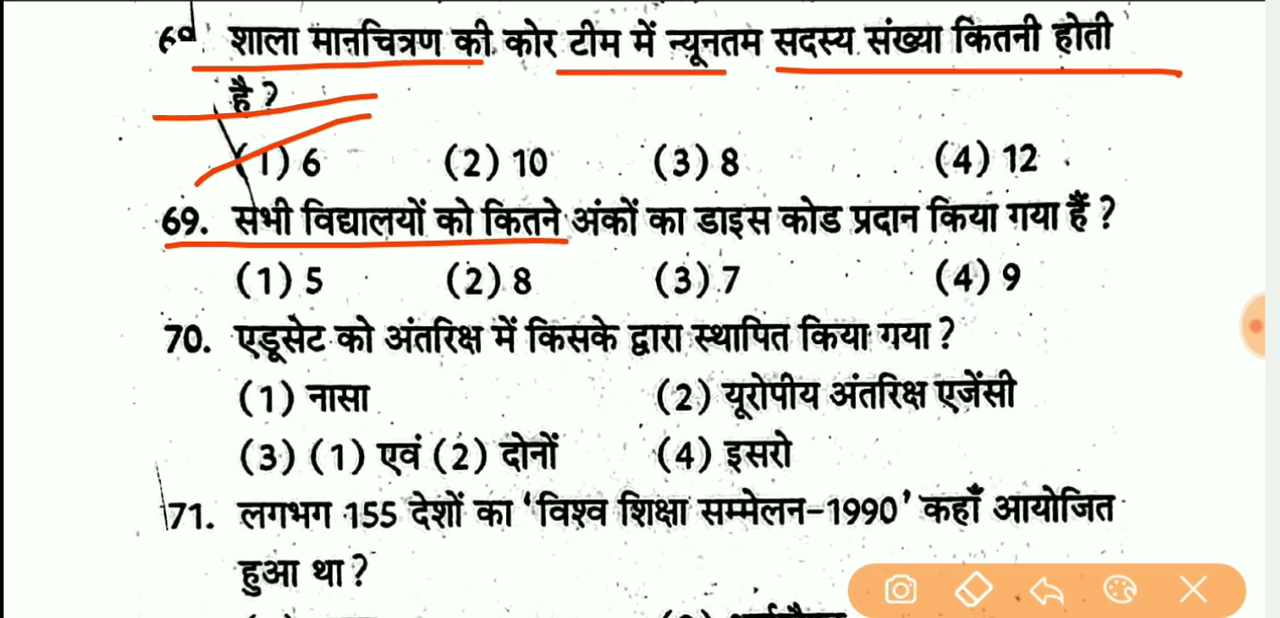 शाला मानचित्रण की कोर टीम में न्यूनतम सदस्य संख्या कितनी होती
है ?
(1) 6 (2) 10 (3) 8 (4) 12
69. सभी विद्यालयों को कितने अंकों का डाइस कोड प्रदान किया गया हैं ?
(1) 5 (2) 8 (3) 7 (4) 9
70. एडूसेट को अंतरिक्ष में किसके द्वारा स्थापित किया गया ?
(1) नासा (2) यूरोपीय अंतरिक्ष एजेंसी
(3) (1) एवं (2) दोनों (4) इसरो
71. लगभग 155 देशों का ‘विश्व शिक्षा सम्मेलन-1990’ कहाँ आयोजित
हुआ था ?